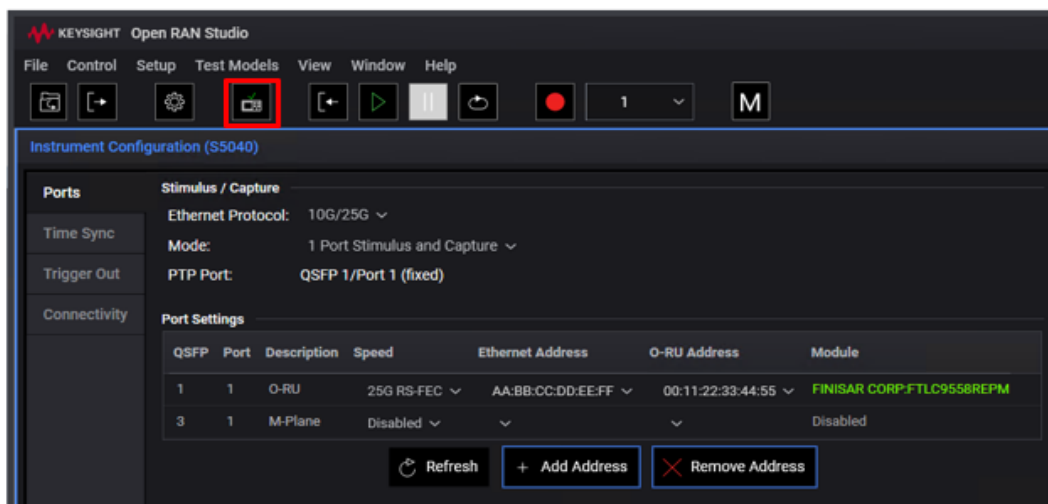 KEYSIGHT Open RAN Studio
File Control Setup Test Models View Window Help
1 M
Instrument Configuration (S5040)
Ports
Time Sync
Trigger Out
Connectivity
Stimulus / Capture
Ethernet Protocol: 10G/25G
Mode: 1 Port Stimulus and Capture
PTP Port: QSFP 1/Port 1 (fixed)
Port Settings
QSFP Port Description Speed Ethernet Address O-RU Address Module
1 1 O-RU 25G RS-FEC AA:BB:CC:DD:EE:FF 00:11:22:33:44:55 FINISAR CORP:FTLC9558REPM
3 1 M-Plane Disabled Disabled
Refresh + Add Address Remove Address